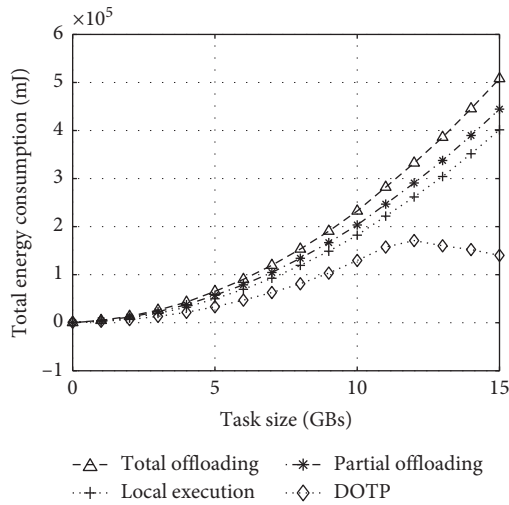 ×10⁵
6
5
4
3
2
1
0
−1
Total energy consumption (mJ)
0 5 10 15
Task size (GBs)
Total offloading Partial offloading
Local execution DOTP